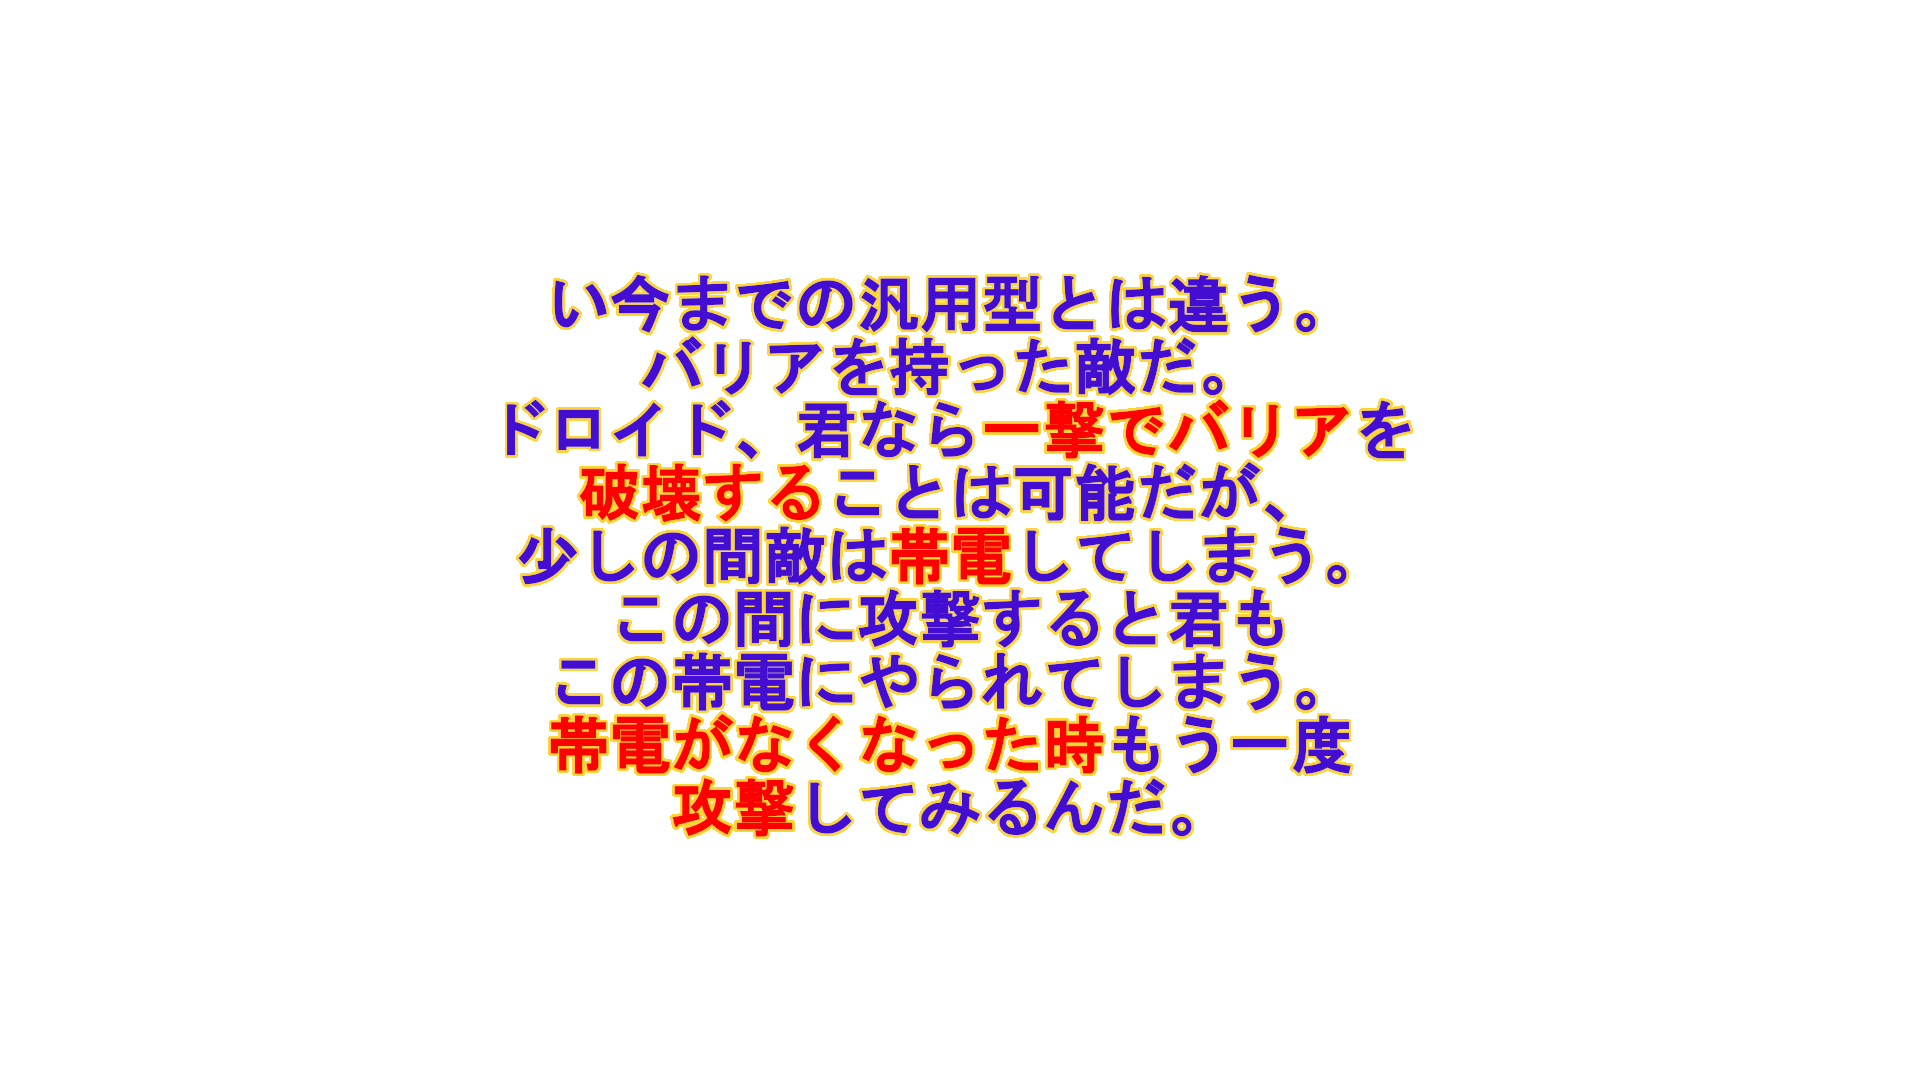 い今までの汎用型とは違う。
バリアを持った敵だ。
ドロイド、君なら一撃でバリアを
破壊することは可能だが、
少しの間敵は帯電してしまう。
この間に攻撃すると君も
この帯電にやられてしまう。
帯電がなくなった時もう一度
攻撃してみるんだ。